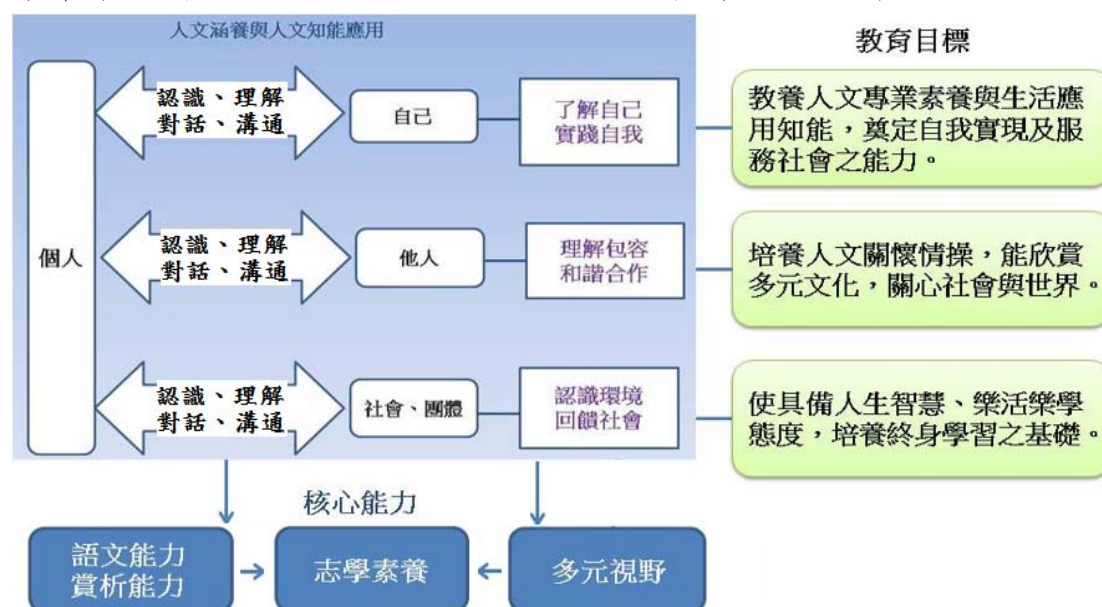 人文涵養與人文知能應用
教育目標
個人
認識、理解
對話、溝通
自己
了解自己
實踐自我
教養人文專業素養與生活應
用知能，奠定自我實現及服
務社會之能力。
認識、理解
對話、溝通
他人
理解包容
和諧合作
培養人文關懷情操，能欣賞
多元文化，關心社會與世界。
認識、理解
對話、溝通
社會、團體
認識環境
回饋社會
使具備人生智慧、樂活樂學
態度，培養終身學習之基礎。
核心能力
語文能力
賞析能力
志學素養
多元視野